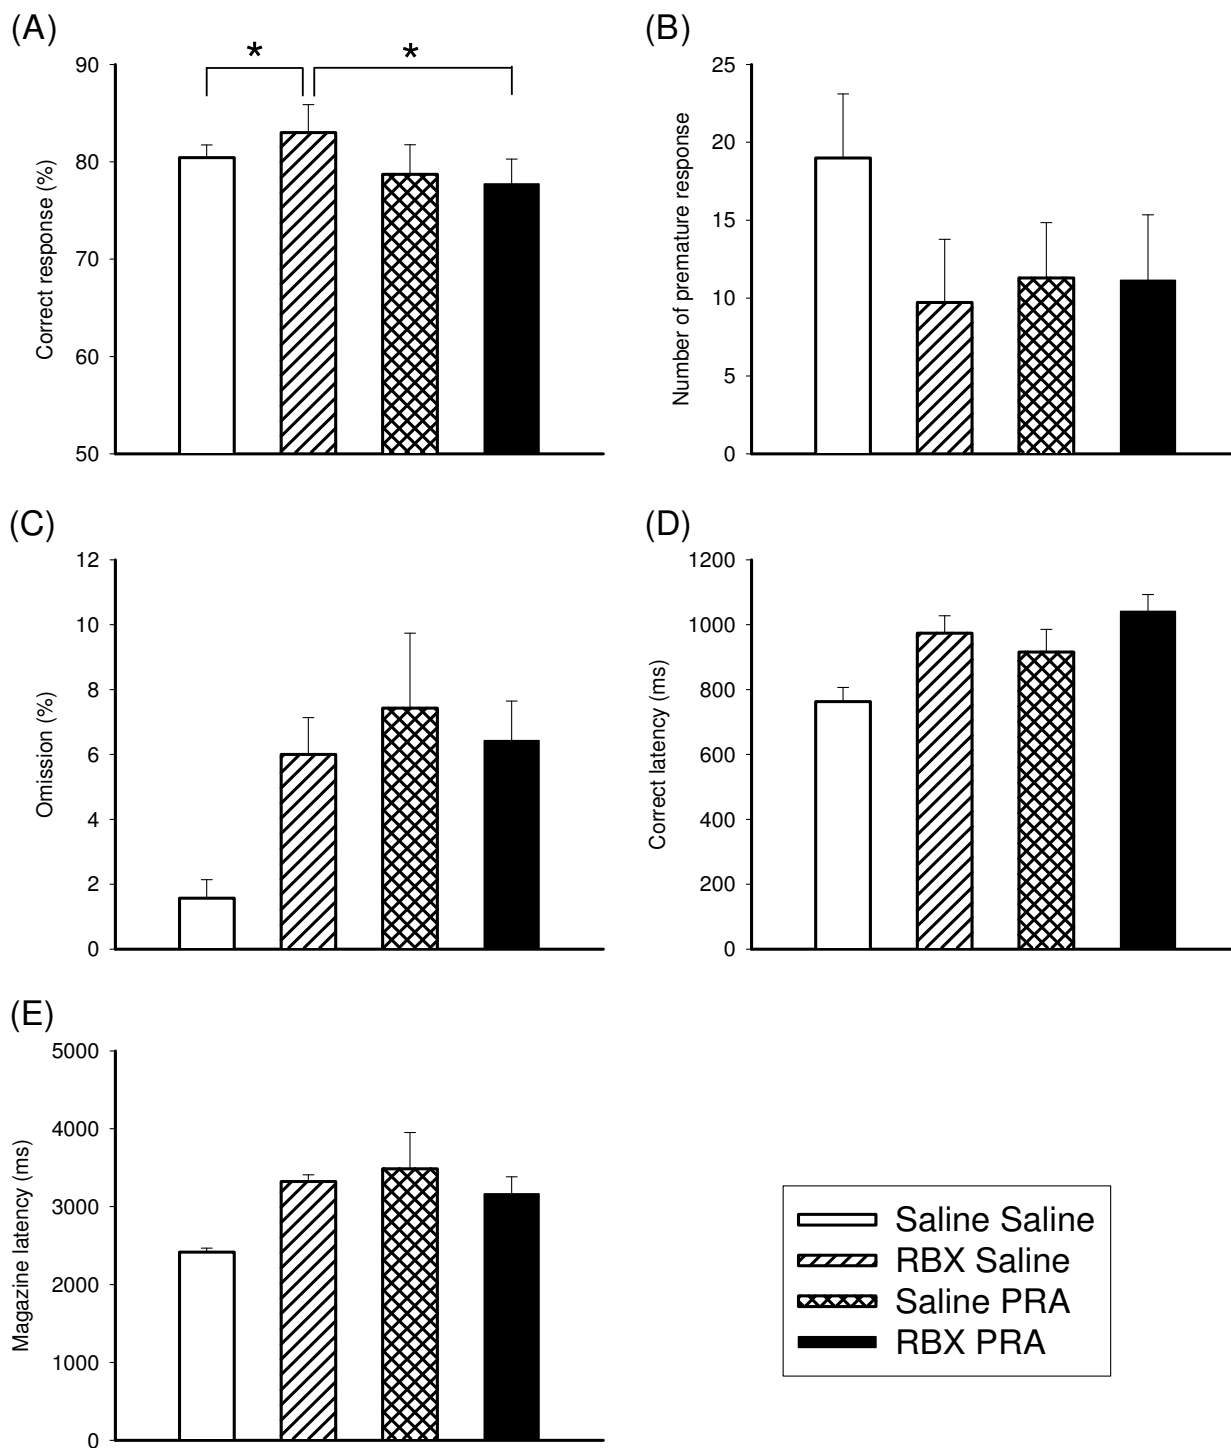 (A)
* *
90
80
70
60
50
Correct response (%)
(B)
25
20
15
10
5
0
Number of premature response
(C)
12
10
8
6
4
2
0
Omission (%)
(D)
1200
1000
800
600
400
200
0
Correct latency (ms)
(E)
5000
4000
3000
2000
1000
0
Magazine latency (ms)
Saline Saline
RBX Saline
Saline PRA
RBX PRA